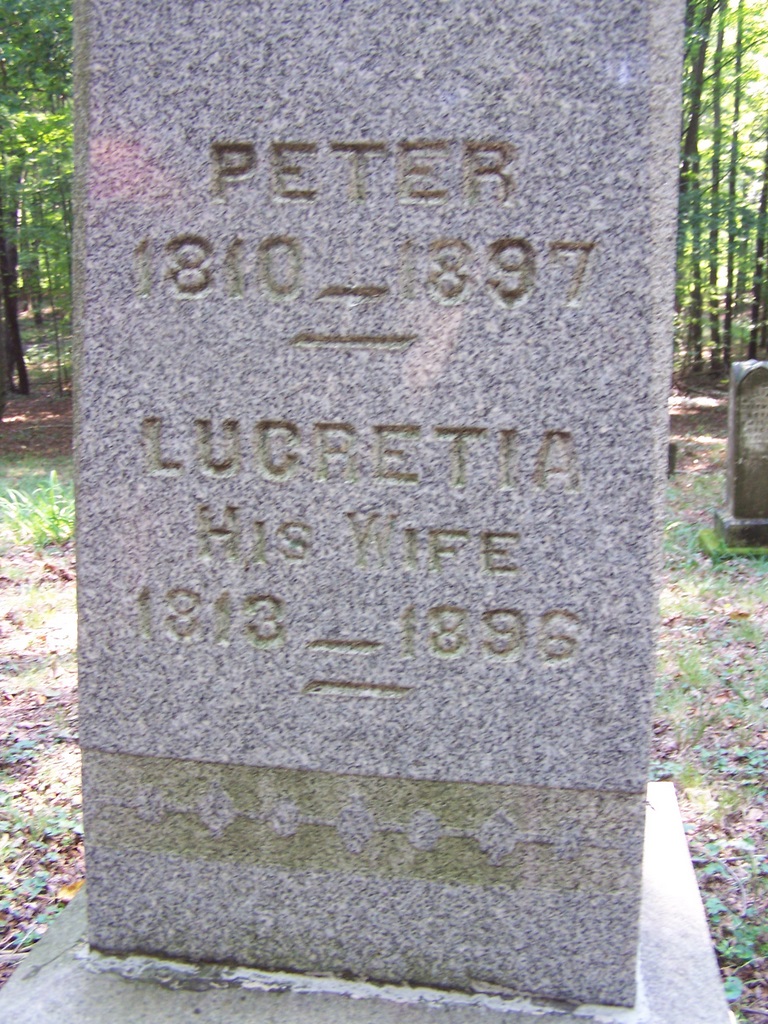 PETER
1810 — 1897
LUCRETIA
HIS WIFE
1813 — 1896